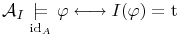 𝒜_I ⊨_{id_A} φ ⟷ I(φ) = t